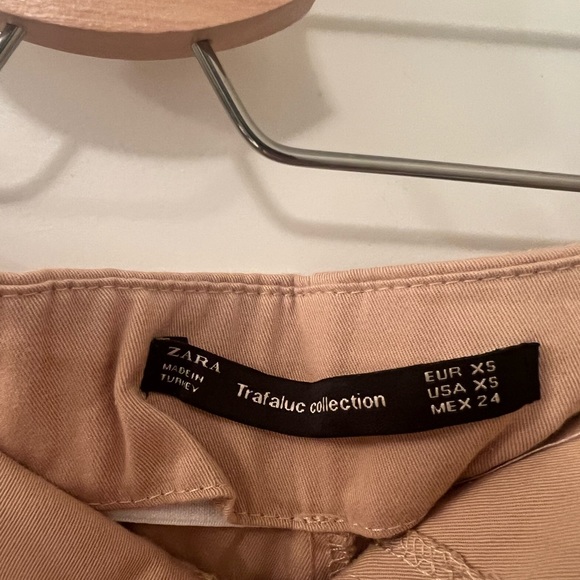 ZARA
MADE IN
TURKEY
Trafaluc collection
EUR XS
USA XS
MEX 24